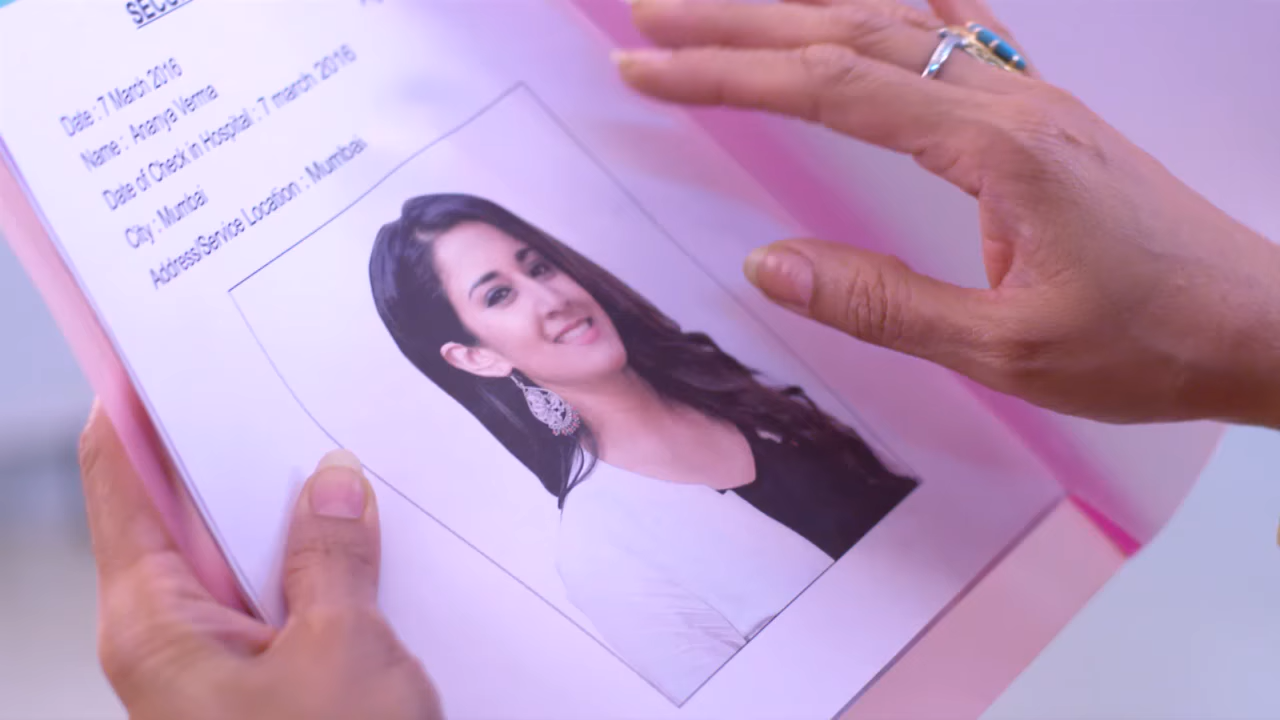 Date : 7 March 2016
Name : Ananya Verma
Date of Check in Hospital : 7 march 2016
City : Mumbai
Address/Service Location : Mumbai